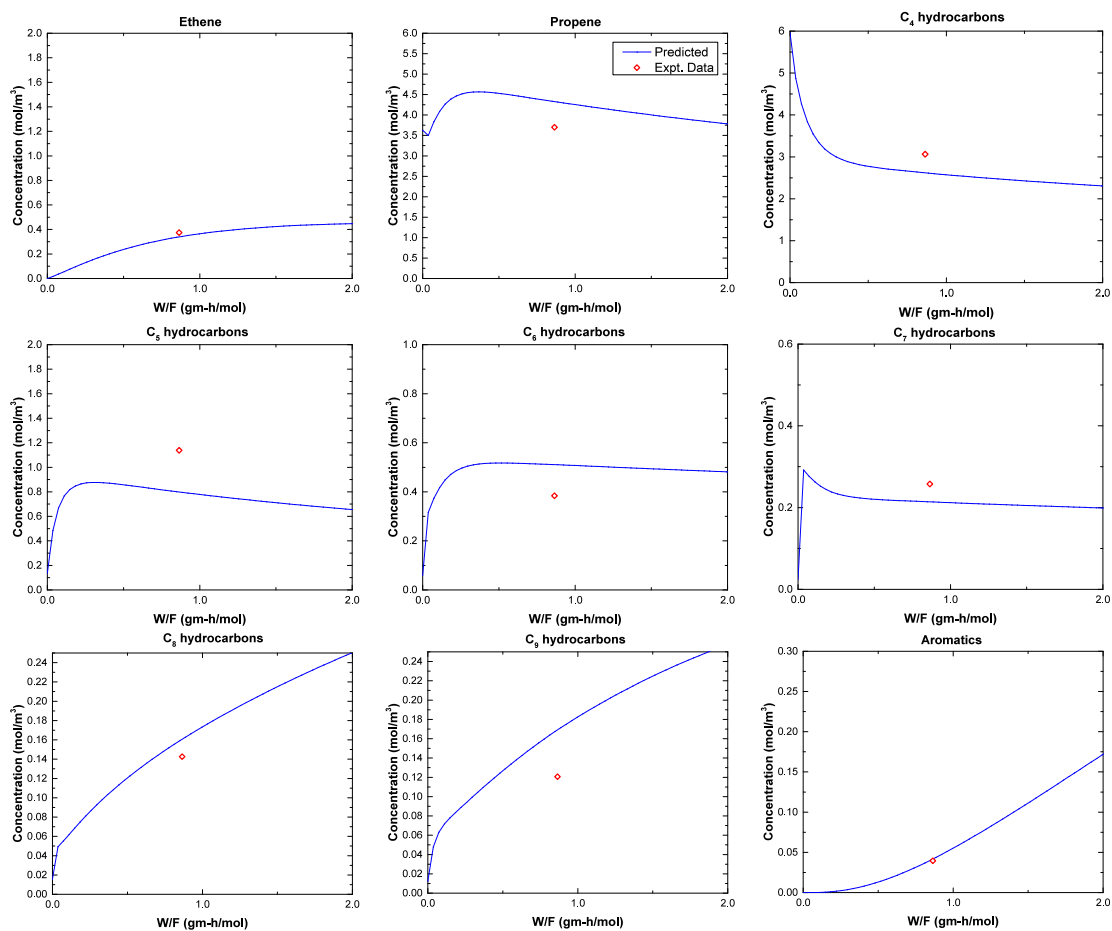 Ethene
Concentration (mol/m³)
2.0
1.8
1.6
1.4
1.2
1.0
0.8
0.6
0.4
0.2
0.0
0.0 1.0 2.0
W/F (gm-h/mol)
Propene
Concentration (mol/m³)
6.0
5.5
5.0
4.5
4.0
3.5
3.0
2.5
2.0
1.5
1.0
0.5
0.0
Predicted
Expt. Data
0.0 1.0 2.0
W/F (gm-h/mol)
C₄ hydrocarbons
Concentration (mol/m³)
6
5
4
3
2
1
0
0.0 1.0 2.0
W/F (gm-h/mol)
C₅ hydrocarbons
Concentration (mol/m³)
2.0
1.8
1.6
1.4
1.2
1.0
0.8
0.6
0.4
0.2
0.0
0.0 1.0 2.0
W/F (gm-h/mol)
C₆ hydrocarbons
Concentration (mol/m³)
1.0
0.8
0.6
0.4
0.2
0.0
0.0 1.0 2.0
W/F (gm-h/mol)
C₇ hydrocarbons
Concentration (mol/m³)
0.6
0.4
0.2
0.0
0.0 1.0 2.0
W/F (gm-h/mol)
C₈ hydrocarbons
Concentration (mol/m³)
0.24
0.22
0.20
0.18
0.16
0.14
0.12
0.10
0.08
0.06
0.04
0.02
0.00
0.0 1.0 2.0
W/F (gm-h/mol)
C₉ hydrocarbons
Concentration (mol/m³)
0.24
0.22
0.20
0.18
0.16
0.14
0.12
0.10
0.08
0.06
0.04
0.02
0.00
0.0 1.0 2.0
W/F (gm-h/mol)
Aromatics
Concentration (mol/m³)
0.30
0.25
0.20
0.15
0.10
0.05
0.00
0.0 1.0 2.0
W/F (gm-h/mol)